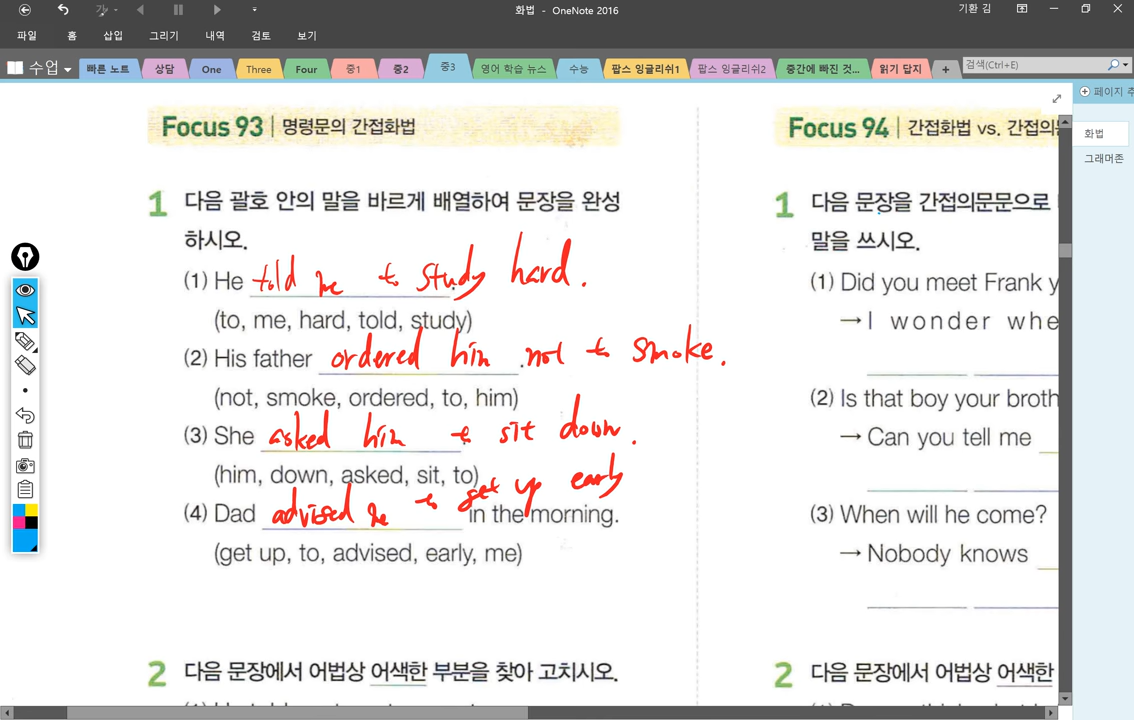 화법 - OneNote 2016
기환 김
파일 홈 삽입 그리기 내역 검토 보기
수업 빠른 노트 상담 One Three Four 중1 중2 중3 영어 학습 뉴스 수능 팝스 잉글리쉬1 팝스 잉글리쉬2 중간에 빠진 것... 읽기 답지 + 검색(Ctrl+E)
페이지 추
화법
그래머존
Focus 93 | 명령문의 간접화법
1 다음 괄호 안의 말을 바르게 배열하여 문장을 완성
하시오.
(1) He told me to study hard.
(to, me, hard, told, study)
(2) His father ordered him not to smoke.
(not, smoke, ordered, to, him)
(3) She asked him to sit down.
(him, down, asked, sit, to)
(4) Dad advised me to get up early in the morning.
(get up, to, advised, early, me)
2 다음 문장에서 어법상 어색한 부분을 찾아 고치시오.
Focus 94 | 간접화법 vs. 간접의문
1 다음 문장을 간접의문문으로
말을 쓰시오.
(1) Did you meet Frank y
→ I wonder whe
(2) Is that boy your broth
→ Can you tell me
(3) When will he come?
→ Nobody knows
2 다음 문장에서 어법상 어색한